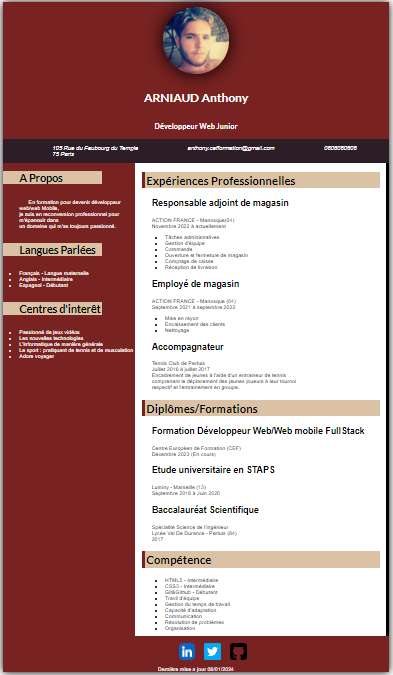 ARNIAUD Anthony
Développeur Web Junior
105 Rue du Faubourg du Temple
75 Paris
anthony.cefformation@gmail.com
0606060606
A Propos
En formation pour devenir développeur
web/web Mobile,
je suis en reconversion professionnel pour
m'épanouir dans
un domaine qui m'as toujours passionné.
Langues Parlées
Français - Langue maternelle
Anglais - Intermédiaire
Espagnol - Débutant
Centres d'interêt
Passionné de jeux vidéos
Les nouvelles technologies
L'informatique de manière générale
Le sport : pratiquant de tennis et de musculation
Adore voyager
Expériences Professionnelles
Responsable adjoint de magasin
ACTION FRANCE - Manosque(04)
Novembre 2022 à actuellement
Tâches administratives
Gestion d'équipe
Commande
Ouverture et fermeture de magasin
Comptage de caisse
Réception de livraison
Employé de magasin
ACTION FRANCE - Manosque (04)
Septembre 2021 à septembre 2022
Mise en rayon
Encaissement des clients
Nettoyage
Accompagnateur
Tennis Club de Pertuis
Juillet 2016 à juillet 2017
Encadrement de jeunes à l'aide d'un entraineur de tennis
comprenant le déplacement des jeunes joueurs à leur tournoi
respectif et l'entrainement en groupe.
Diplômes/Formations
Formation Développeur Web/Web mobile FullStack
Centre Européen de Formation (CEF)
Décembre 2023 (En cours)
Etude universitaire en STAPS
Luminy - Marseille (13)
Septembre 2018 à Juin 2020
Baccalauréat Scientifique
Spécialité Science de l'ingénieur
Lycée Val De Durance - Pertuis (84)
2017
Compétence
HTML5 - Intermédiaire
CSS3 - Intermédiaire
Git&Github - Débutant
Travil d'équipe
Gestion du temps de travail
Capacité d'adaptation
Communication
Résolution de problèmes
Organisation
in
Dernière mise a jour 08/01/2024